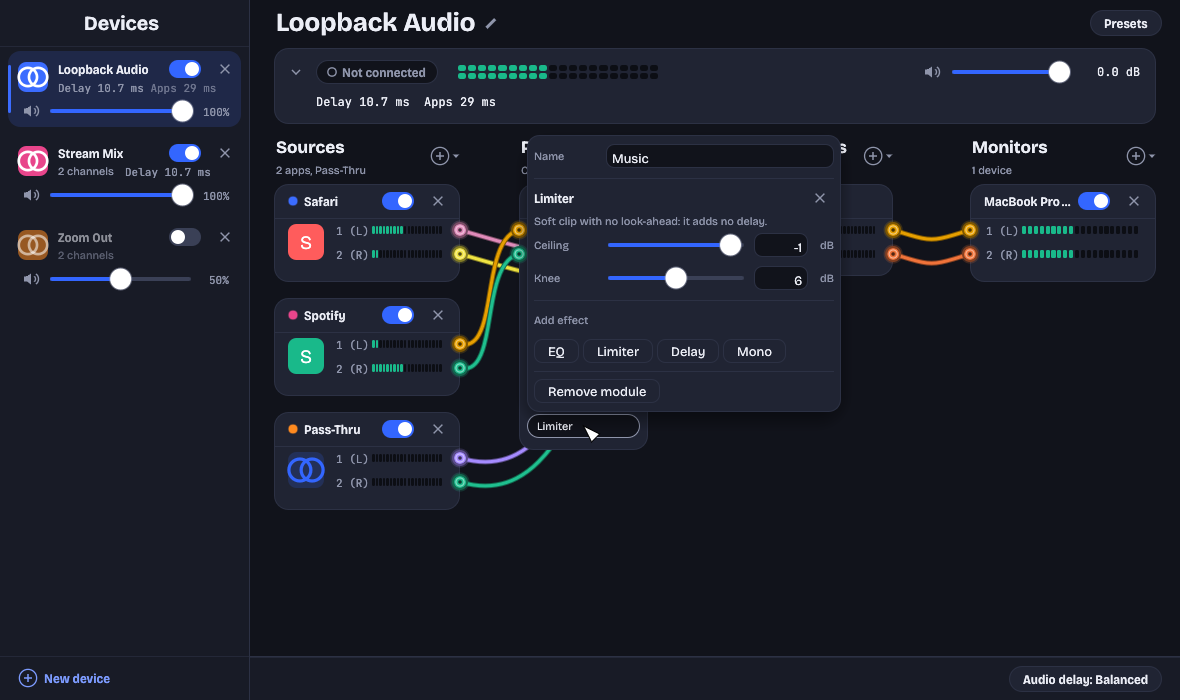 Devices
Loopback Audio
Delay 10.7 ms Apps 29 ms
100%
Stream Mix
2 channels Delay 10.7 ms
100%
Zoom Out
2 channels
50%
New device
Loopback Audio
Presets
Not connected
0.0 dB
Delay 10.7 ms Apps 29 ms
Sources
2 apps, Pass-Thru
Safari
S
1 (L)
2 (R)
Spotify
S
1 (L)
2 (R)
Pass-Thru
1 (L)
2 (R)
Name
Music
Limiter
Soft clip with no look-ahead: it adds no delay.
Ceiling
-1
dB
Knee
6
dB
Add effect
EQ
Limiter
Delay
Mono
Remove module
Limiter
Monitors
1 device
MacBook Pro ...
1 (L)
2 (R)
Audio delay: Balanced